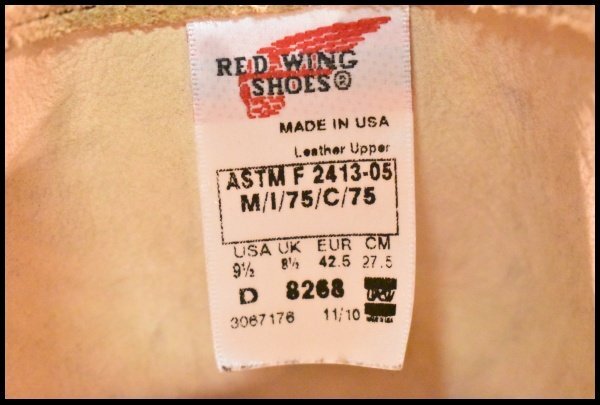 RED WING
SHOES®
MADE IN USA
Leather Upper
ASTM F 2413-05
M/I/75/C/75
USA UK EUR CM
9½ 8½ 42.5 27.5
D 8268
3067176 11/10